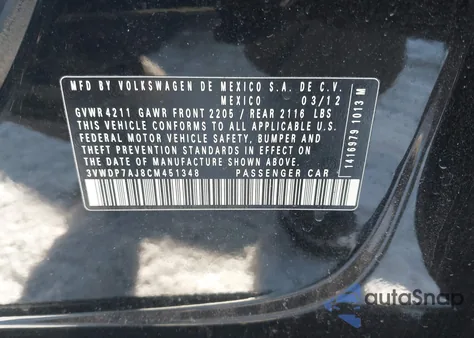 MFD BY VOLKSWAGEN DE MEXICO S.A. DE C.V.
MEXICO 03/12
GVWR 4211 GAWR FRONT 2205 / REAR 2116 LBS
THIS VEHICLE CONFORMS TO ALL APPLICABLE U.S.
FEDERAL MOTOR VEHICLE SAFETY, BUMPER AND
THEFT PREVENTION STANDARDS IN EFFECT ON
THE DATE OF MANUFACTURE SHOWN ABOVE.
3VWDP7AJ8CM451348 PASSENGER CAR
1416979 1013 M
autoSnap